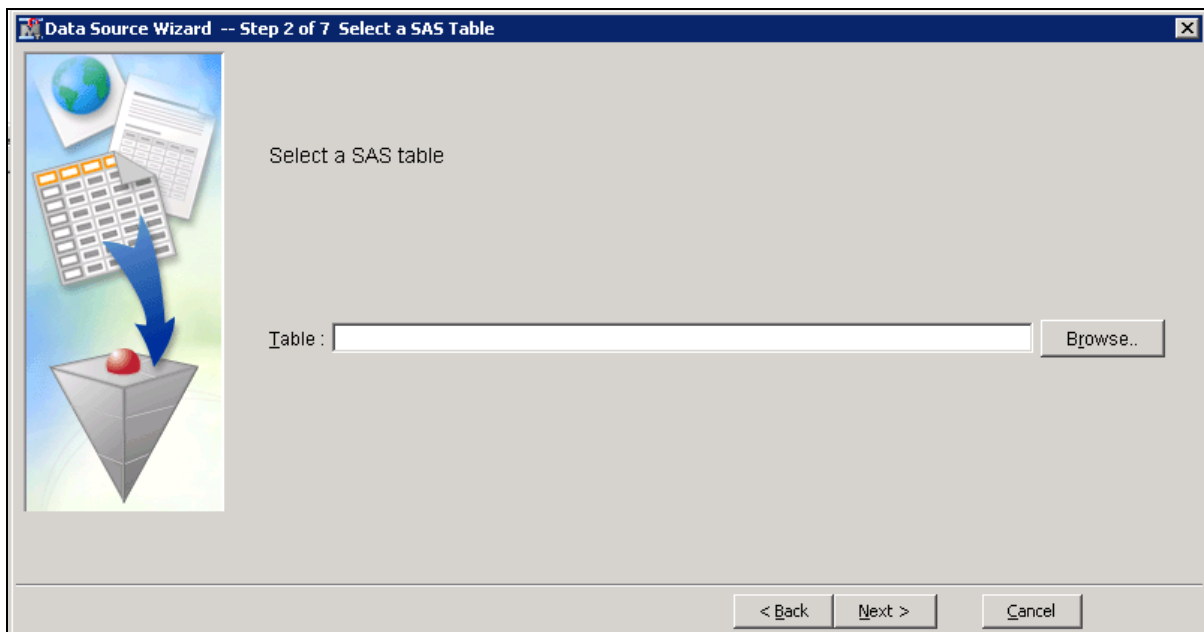 Data Source Wizard -- Step 2 of 7 Select a SAS Table
Select a SAS table
Table :
Browse..
< Back
Next >
Cancel